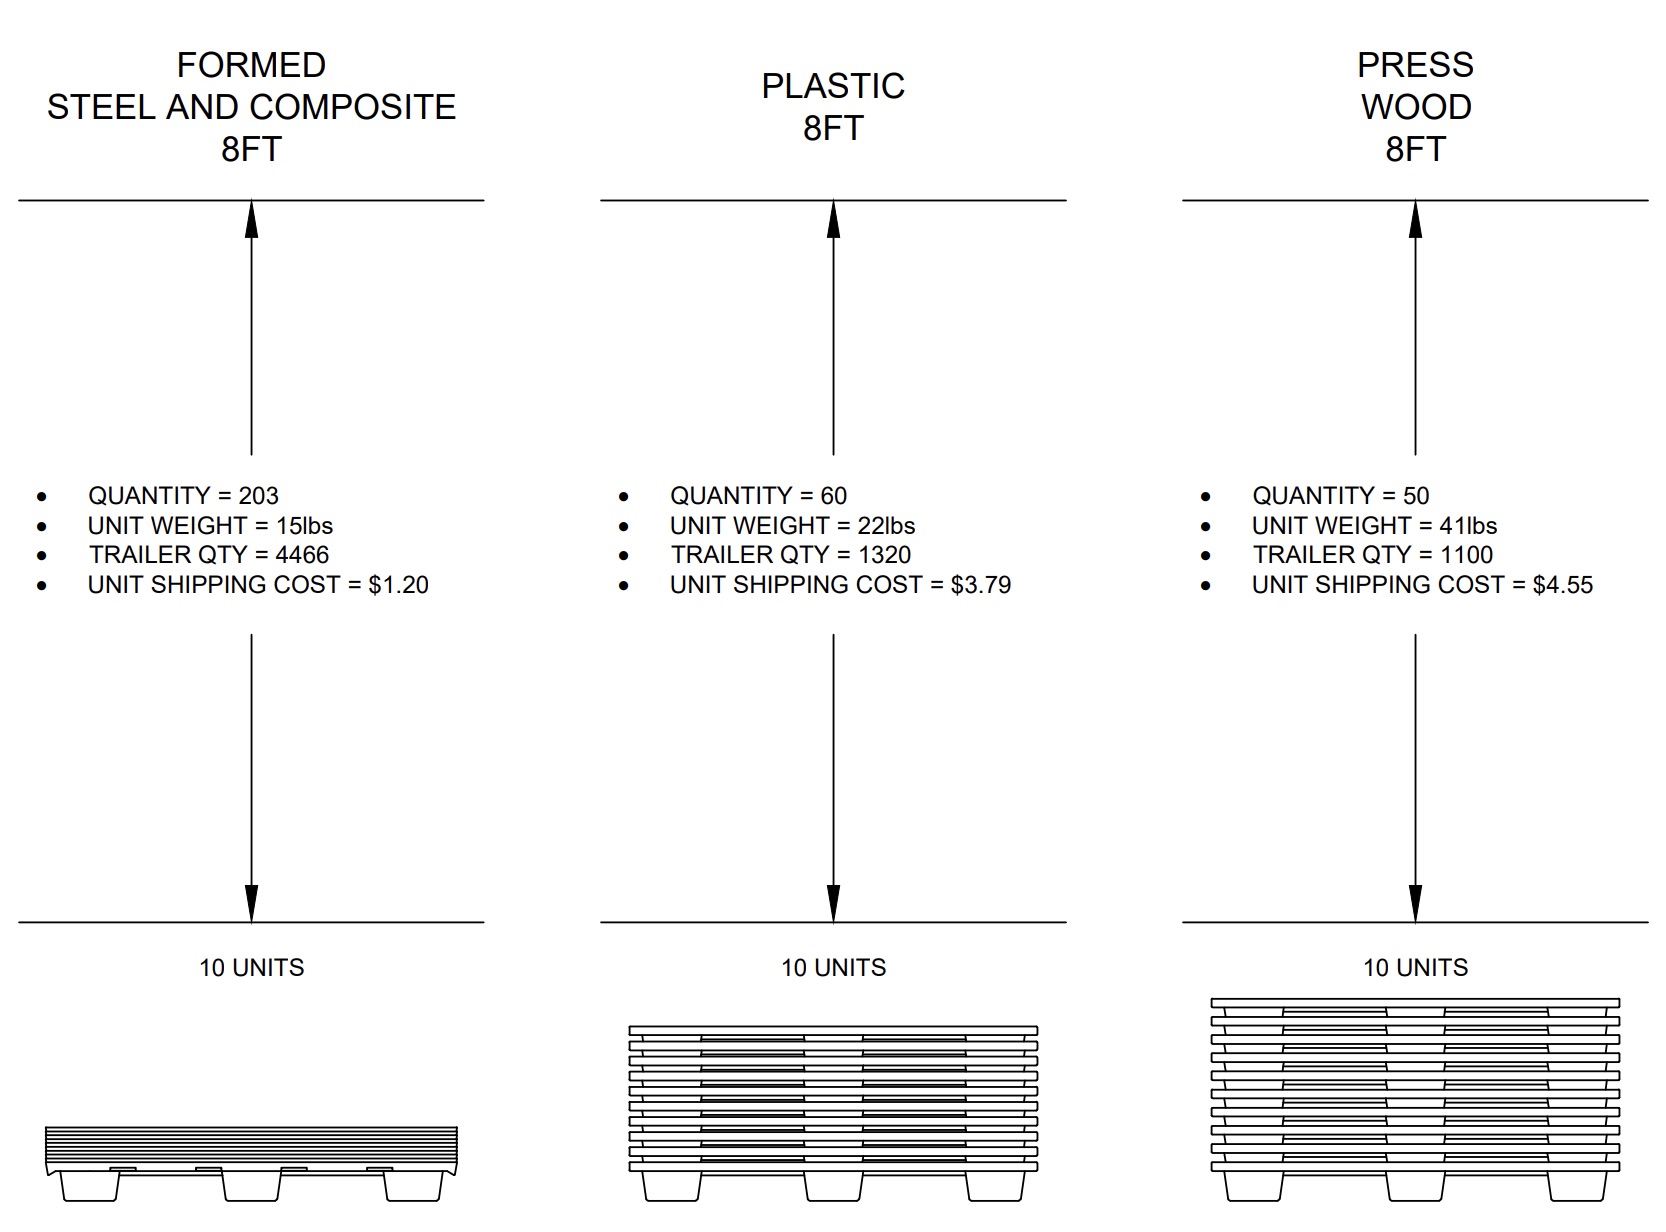 FORMED
STEEL AND COMPOSITE
8FT
PLASTIC
8FT
PRESS
WOOD
8FT
• QUANTITY = 203
• UNIT WEIGHT = 15lbs
• TRAILER QTY = 4466
• UNIT SHIPPING COST = $1.20
• QUANTITY = 60
• UNIT WEIGHT = 22lbs
• TRAILER QTY = 1320
• UNIT SHIPPING COST = $3.79
• QUANTITY = 50
• UNIT WEIGHT = 41lbs
• TRAILER QTY = 1100
• UNIT SHIPPING COST = $4.55
10 UNITS
10 UNITS
10 UNITS